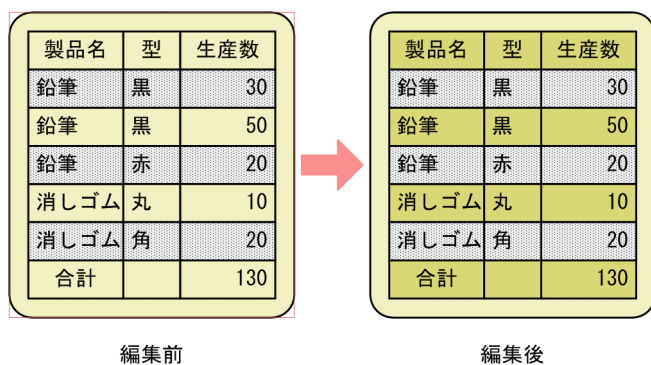 製品名 型 生産数
鉛筆 黒 30
鉛筆 黒 50
鉛筆 赤 20
消しゴム 丸 10
消しゴム 角 20
合計 130
編集前
製品名 型 生産数
鉛筆 黒 30
鉛筆 黒 50
鉛筆 赤 20
消しゴム 丸 10
消しゴム 角 20
合計 130
編集後